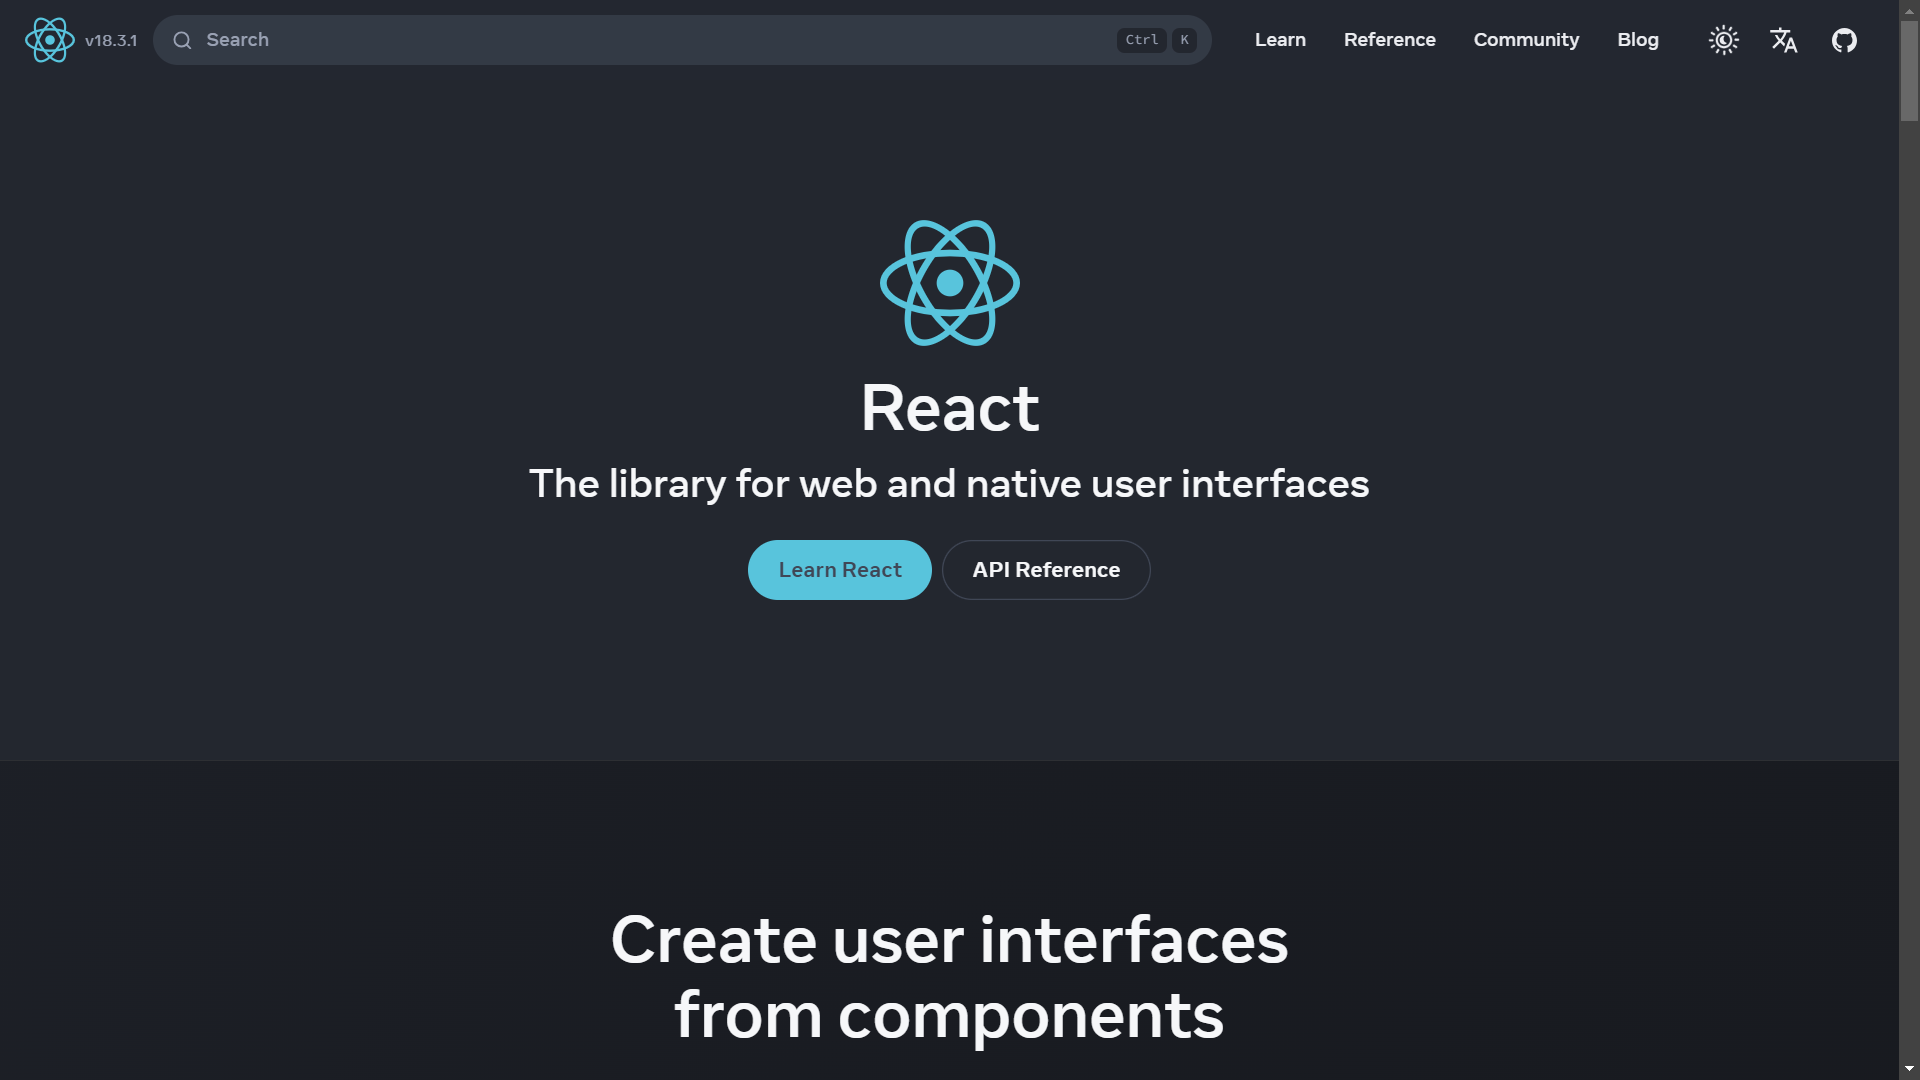 v18.3.1
Search
Ctrl K
Learn
Reference
Community
Blog
React
The library for web and native user interfaces
Learn React
API Reference
Create user interfaces
from components